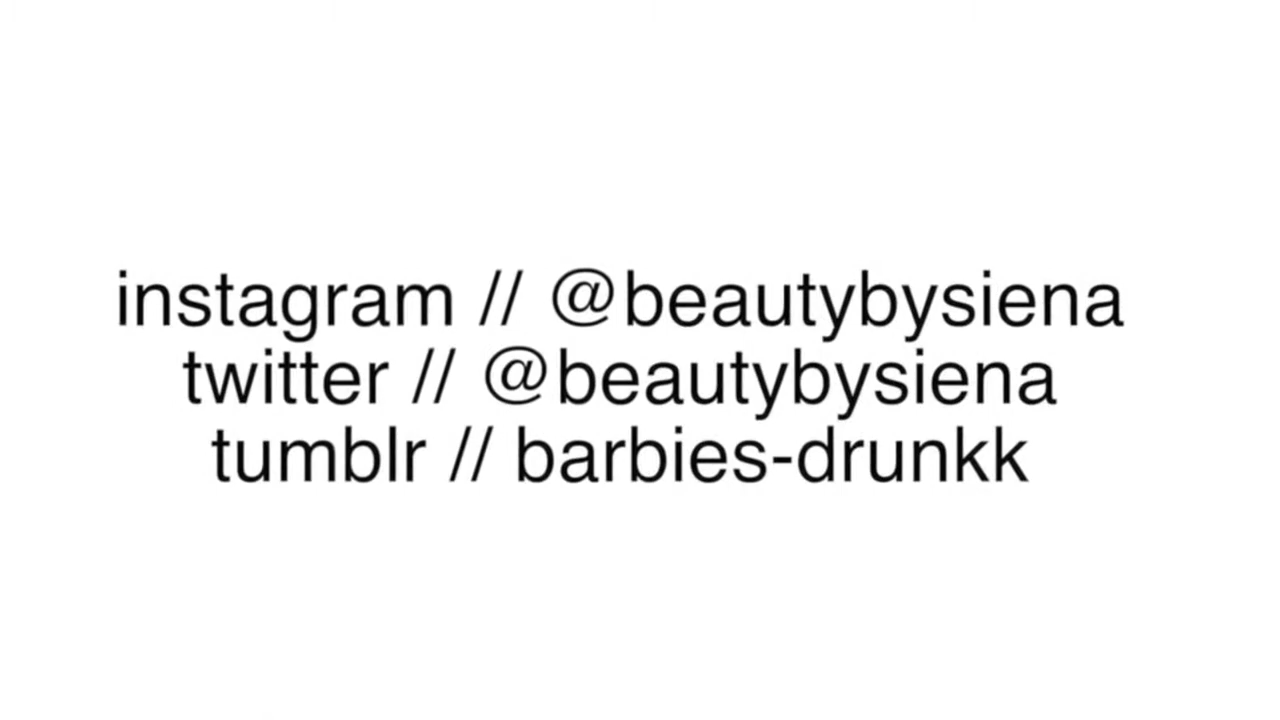 instagram // @beautybysiena
twitter // @beautybysiena
tumblr // barbies-drunkk